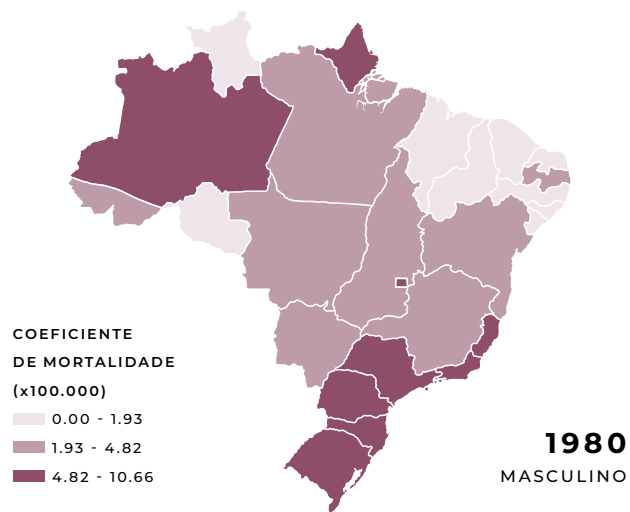 COEFICIENTE
DE MORTALIDADE
(x100.000)
0.00 - 1.93
1.93 - 4.82
4.82 - 10.66
1980
MASCULINO